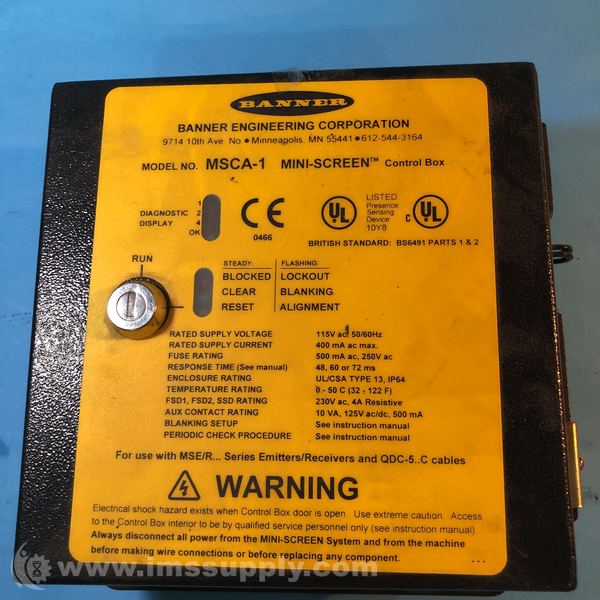 BANNER
BANNER ENGINEERING CORPORATION
9714 10th Ave. No • Minneapolis, MN 55441 • 612-544-3164
MODEL NO. MSCA-1 MINI-SCREEN™ Control Box
DIAGNOSTIC DISPLAY
1
2
4
OK
CE
0466
UL
LISTED
Presence
Sensing
Device
10Y8
C UL
BRITISH STANDARD: BS6491 PARTS 1 & 2
RUN
STEADY: FLASHING:
BLOCKED LOCKOUT
CLEAR BLANKING
RESET ALIGNMENT
RATED SUPPLY VOLTAGE 115V ac, 50/60Hz
RATED SUPPLY CURRENT 400 mA ac max.
FUSE RATING 500 mA ac, 250V ac
RESPONSE TIME (See manual) 48, 60 or 72 ms
ENCLOSURE RATING UL/CSA TYPE 13, IP64
TEMPERATURE RATING 0 - 50 C (32 - 122 F)
FSD1, FSD2, SSD RATING 230V ac, 4A Resistive
AUX CONTACT RATING 10 VA, 125V ac/dc, 500 mA
BLANKING SETUP See instruction manual
PERIODIC CHECK PROCEDURE See instruction manual
For use with MSE/R... Series Emitters/Receivers and QDC-5..C cables
WARNING
Electrical shock hazard exists when Control Box door is open. Use extreme caution. Access
to the Control Box interior to be by qualified service personnel only (see instruction manual)
Always disconnect all power from the MINI-SCREEN System and from the machine
before making wire connections or before replacing any component.
www.imssupply.com